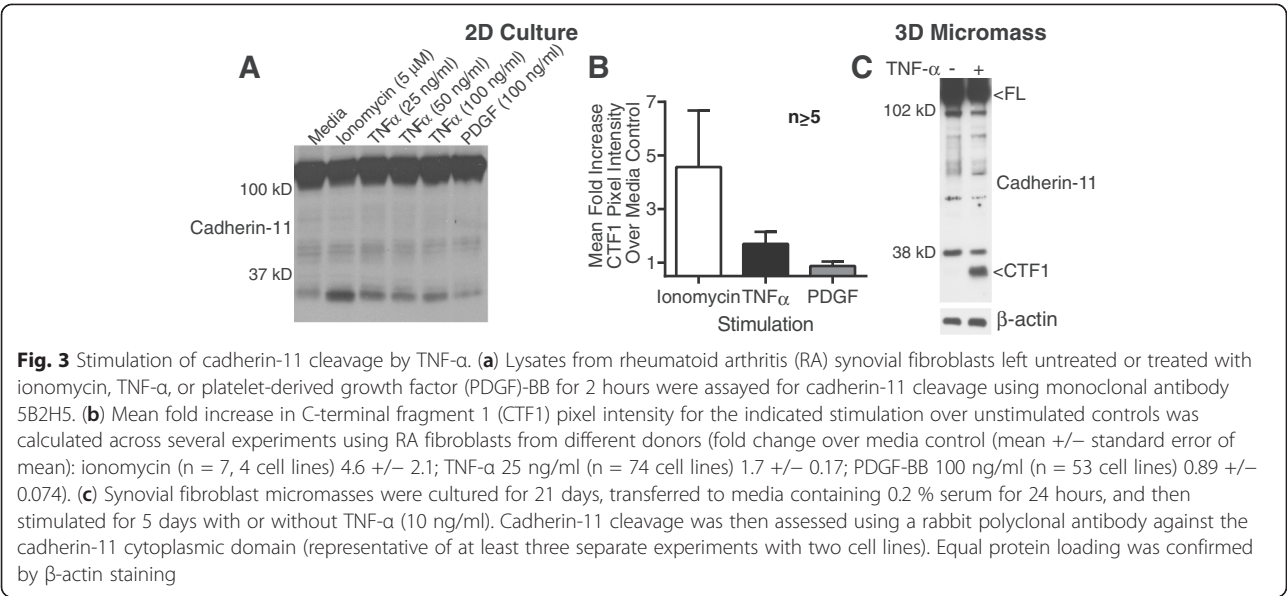 2D Culture
3D Micromass
A
Media
Ionomycin (5 μM)
TNFα (25 ng/ml)
TNFα (50 ng/ml)
TNFα (100 ng/ml)
PDGF (100 ng/ml)
100 kD
Cadherin-11
37 kD
B
Mean Fold Increase
CTF1 Pixel Intensity
Over Media Control
7
5
3
1
n≥5
Ionomycin TNFα PDGF
Stimulation
C
TNF-α - +
<FL
102 kD
Cadherin-11
38 kD
<CTF1
β-actin
Fig. 3 Stimulation of cadherin-11 cleavage by TNF-α. (a) Lysates from rheumatoid arthritis (RA) synovial fibroblasts left untreated or treated with
ionomycin, TNF-α, or platelet-derived growth factor (PDGF)-BB for 2 hours were assayed for cadherin-11 cleavage using monoclonal antibody
5B2H5. (b) Mean fold increase in C-terminal fragment 1 (CTF1) pixel intensity for the indicated stimulation over unstimulated controls was
calculated across several experiments using RA fibroblasts from different donors (fold change over media control (mean +/− standard error of
mean): ionomycin (n = 7, 4 cell lines) 4.6 +/− 2.1; TNF-α 25 ng/ml (n = 74 cell lines) 1.7 +/− 0.17; PDGF-BB 100 ng/ml (n = 53 cell lines) 0.89 +/−
0.074). (c) Synovial fibroblast micromasses were cultured for 21 days, transferred to media containing 0.2 % serum for 24 hours, and then
stimulated for 5 days with or without TNF-α (10 ng/ml). Cadherin-11 cleavage was then assessed using a rabbit polyclonal antibody against the
cadherin-11 cytoplasmic domain (representative of at least three separate experiments with two cell lines). Equal protein loading was confirmed
by β-actin staining